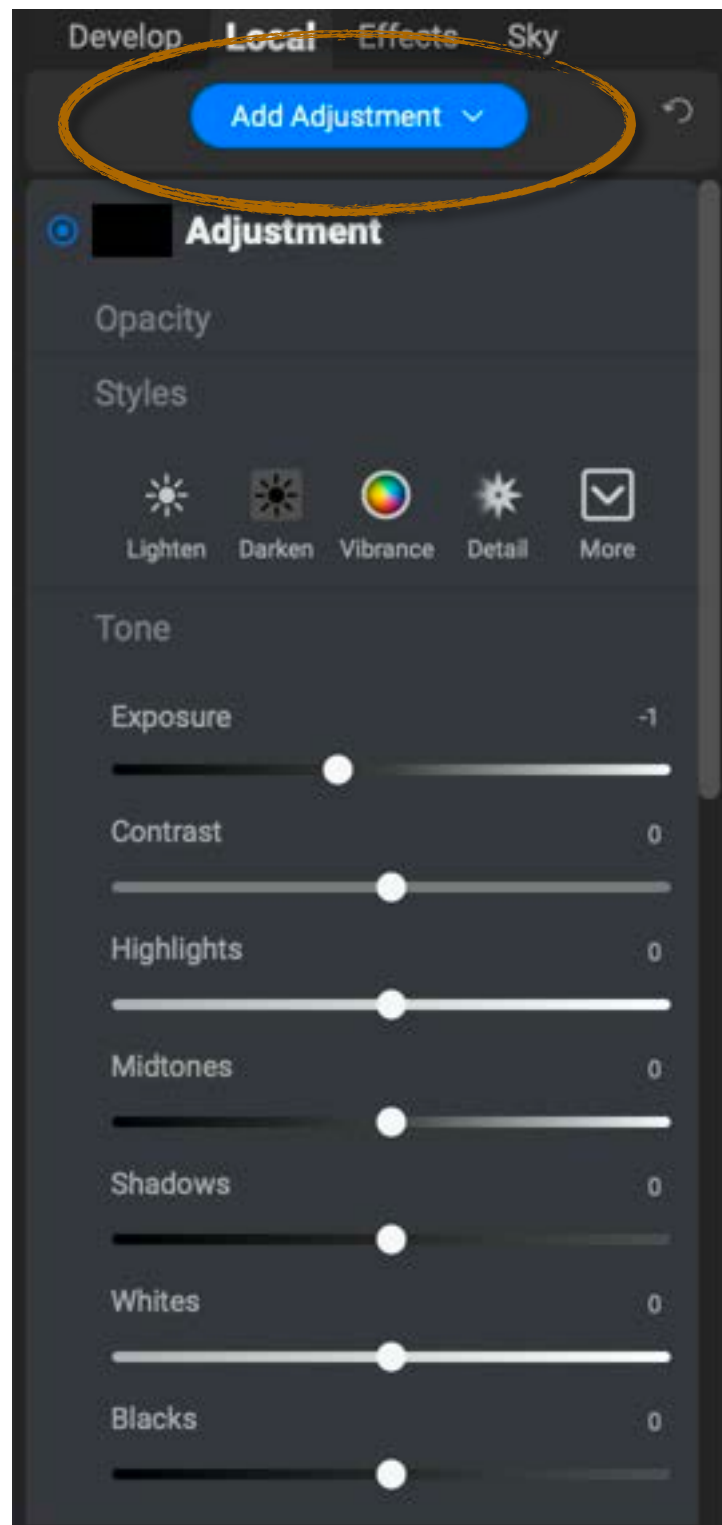 Develop Local Effects Sky
Add Adjustment
Adjustment
Opacity
Styles
Lighten Darken Vibrance Detail More
Tone
Exposure -1
Contrast 0
Highlights 0
Midtones 0
Shadows 0
Whites 0
Blacks 0